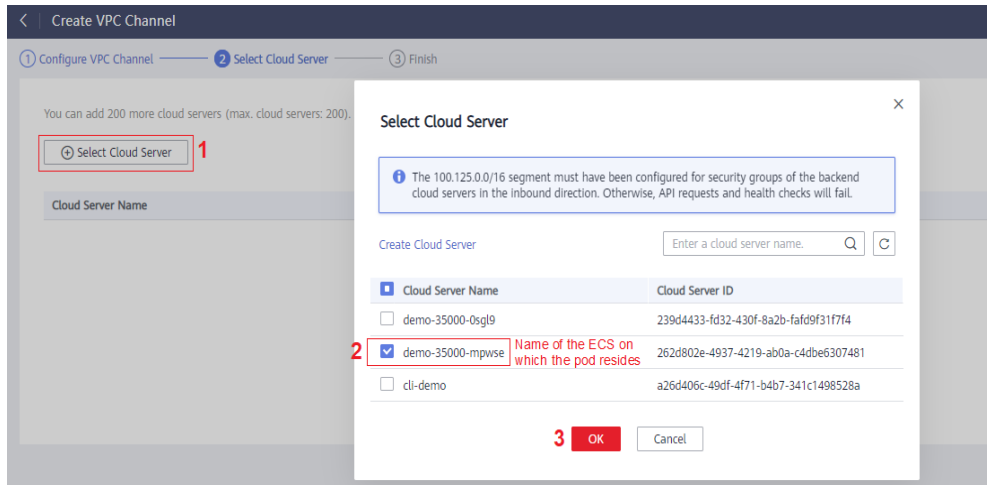 Create VPC Channel
1 Configure VPC Channel
2 Select Cloud Server
3 Finish
You can add 200 more cloud servers (max. cloud servers: 200).
Select Cloud Server
1
Cloud Server Name
Select Cloud Server
The 100.125.0.0/16 segment must have been configured for security groups of the backend
cloud servers in the inbound direction. Otherwise, API requests and health checks will fail.
Create Cloud Server
Enter a cloud server name.
Cloud Server Name Cloud Server ID
demo-35000-0sgl9 239d4433-fd32-430f-8a2b-fafd9f31f7f4
2 demo-35000-mpwse Name of the ECS on which the pod resides 262d802e-4937-4219-ab0a-c4dbe6307481
cli-demo a26d406c-49df-4f71-b4b7-341c1498528a
3 OK Cancel